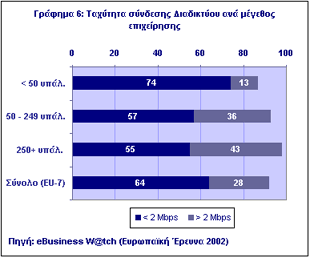 Γράφημα 6: Ταχύτητα σύνδεσης Διαδικτύου ανά μέγεθος
επιχείρησης
0 20 40 60 80 100
< 50 υπάλ. 74 13
50 - 249 υπάλ. 57 36
250+ υπάλ. 55 43
Σύνολο (EU-7) 64 28
< 2 Mbps > 2 Mbps
Πηγή: eBusiness W@tch (Ευρωπαϊκή Έρευνα 2002)